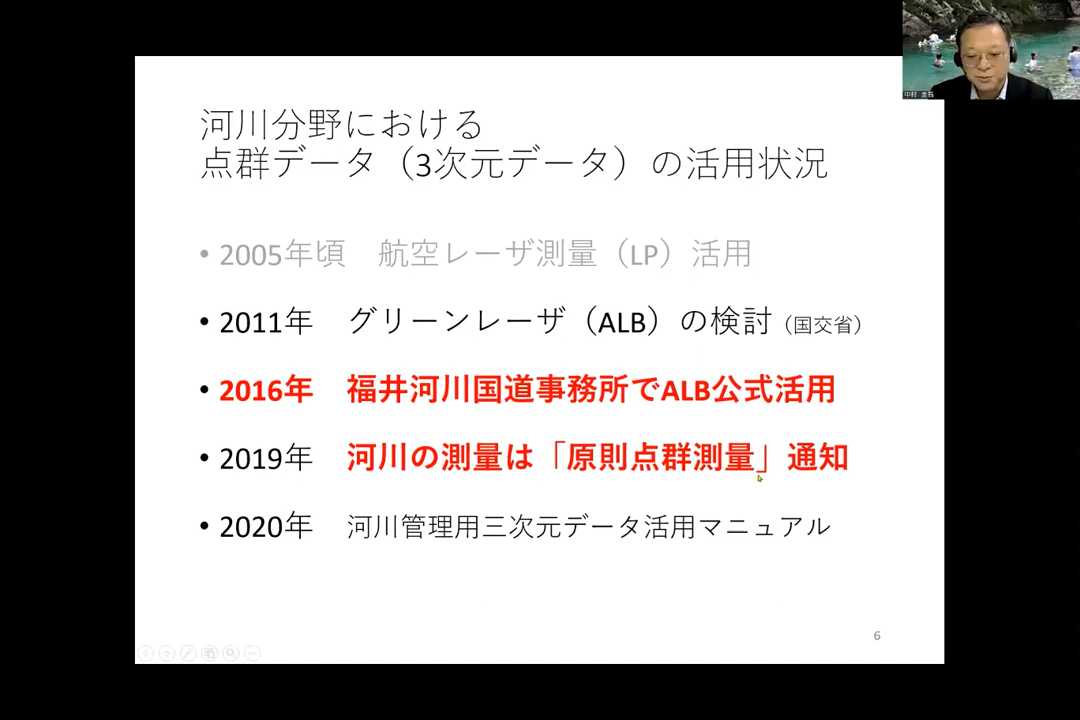 河川分野における
点群データ（3次元データ）の活用状況
• 2005年頃　航空レーザ測量（LP）活用
• 2011年　グリーンレーザ（ALB）の検討（国交省）
• 2016年　福井河川国道事務所でALB公式活用
• 2019年　河川の測量は「原則点群測量」通知
• 2020年　河川管理用三次元データ活用マニュアル
6
中村